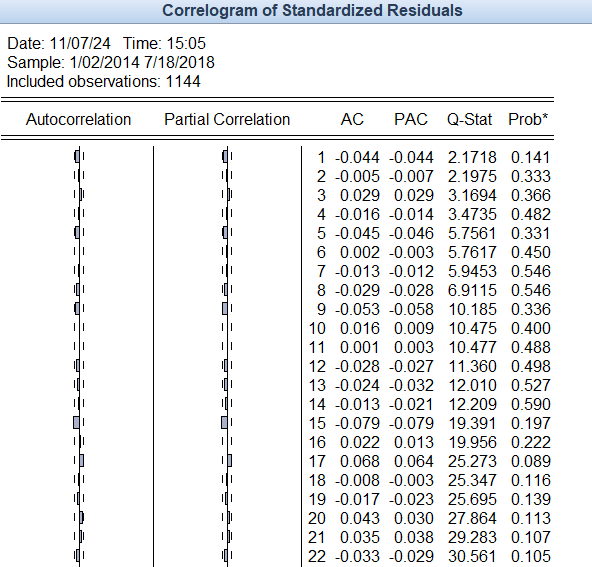 Correlogram of Standardized Residuals
Date: 11/07/24 Time: 15:05
Sample: 1/02/2014 7/18/2018
Included observations: 1144
Autocorrelation Partial Correlation AC PAC Q-Stat Prob*
1 -0.044 -0.044 2.1718 0.141
2 -0.005 -0.007 2.1975 0.333
3 0.029 0.029 3.1694 0.366
4 -0.016 -0.014 3.4735 0.482
5 -0.045 -0.046 5.7561 0.331
6 0.002 -0.003 5.7617 0.450
7 -0.013 -0.012 5.9453 0.546
8 -0.029 -0.028 6.9115 0.546
9 -0.053 -0.058 10.185 0.336
10 0.016 0.009 10.475 0.400
11 0.001 0.003 10.477 0.488
12 -0.028 -0.027 11.360 0.498
13 -0.024 -0.032 12.010 0.527
14 -0.013 -0.021 12.209 0.590
15 -0.079 -0.079 19.391 0.197
16 0.022 0.013 19.956 0.222
17 0.068 0.064 25.273 0.089
18 -0.008 -0.003 25.347 0.116
19 -0.017 -0.023 25.695 0.139
20 0.043 0.030 27.864 0.113
21 0.035 0.038 29.283 0.107
22 -0.033 -0.029 30.561 0.105